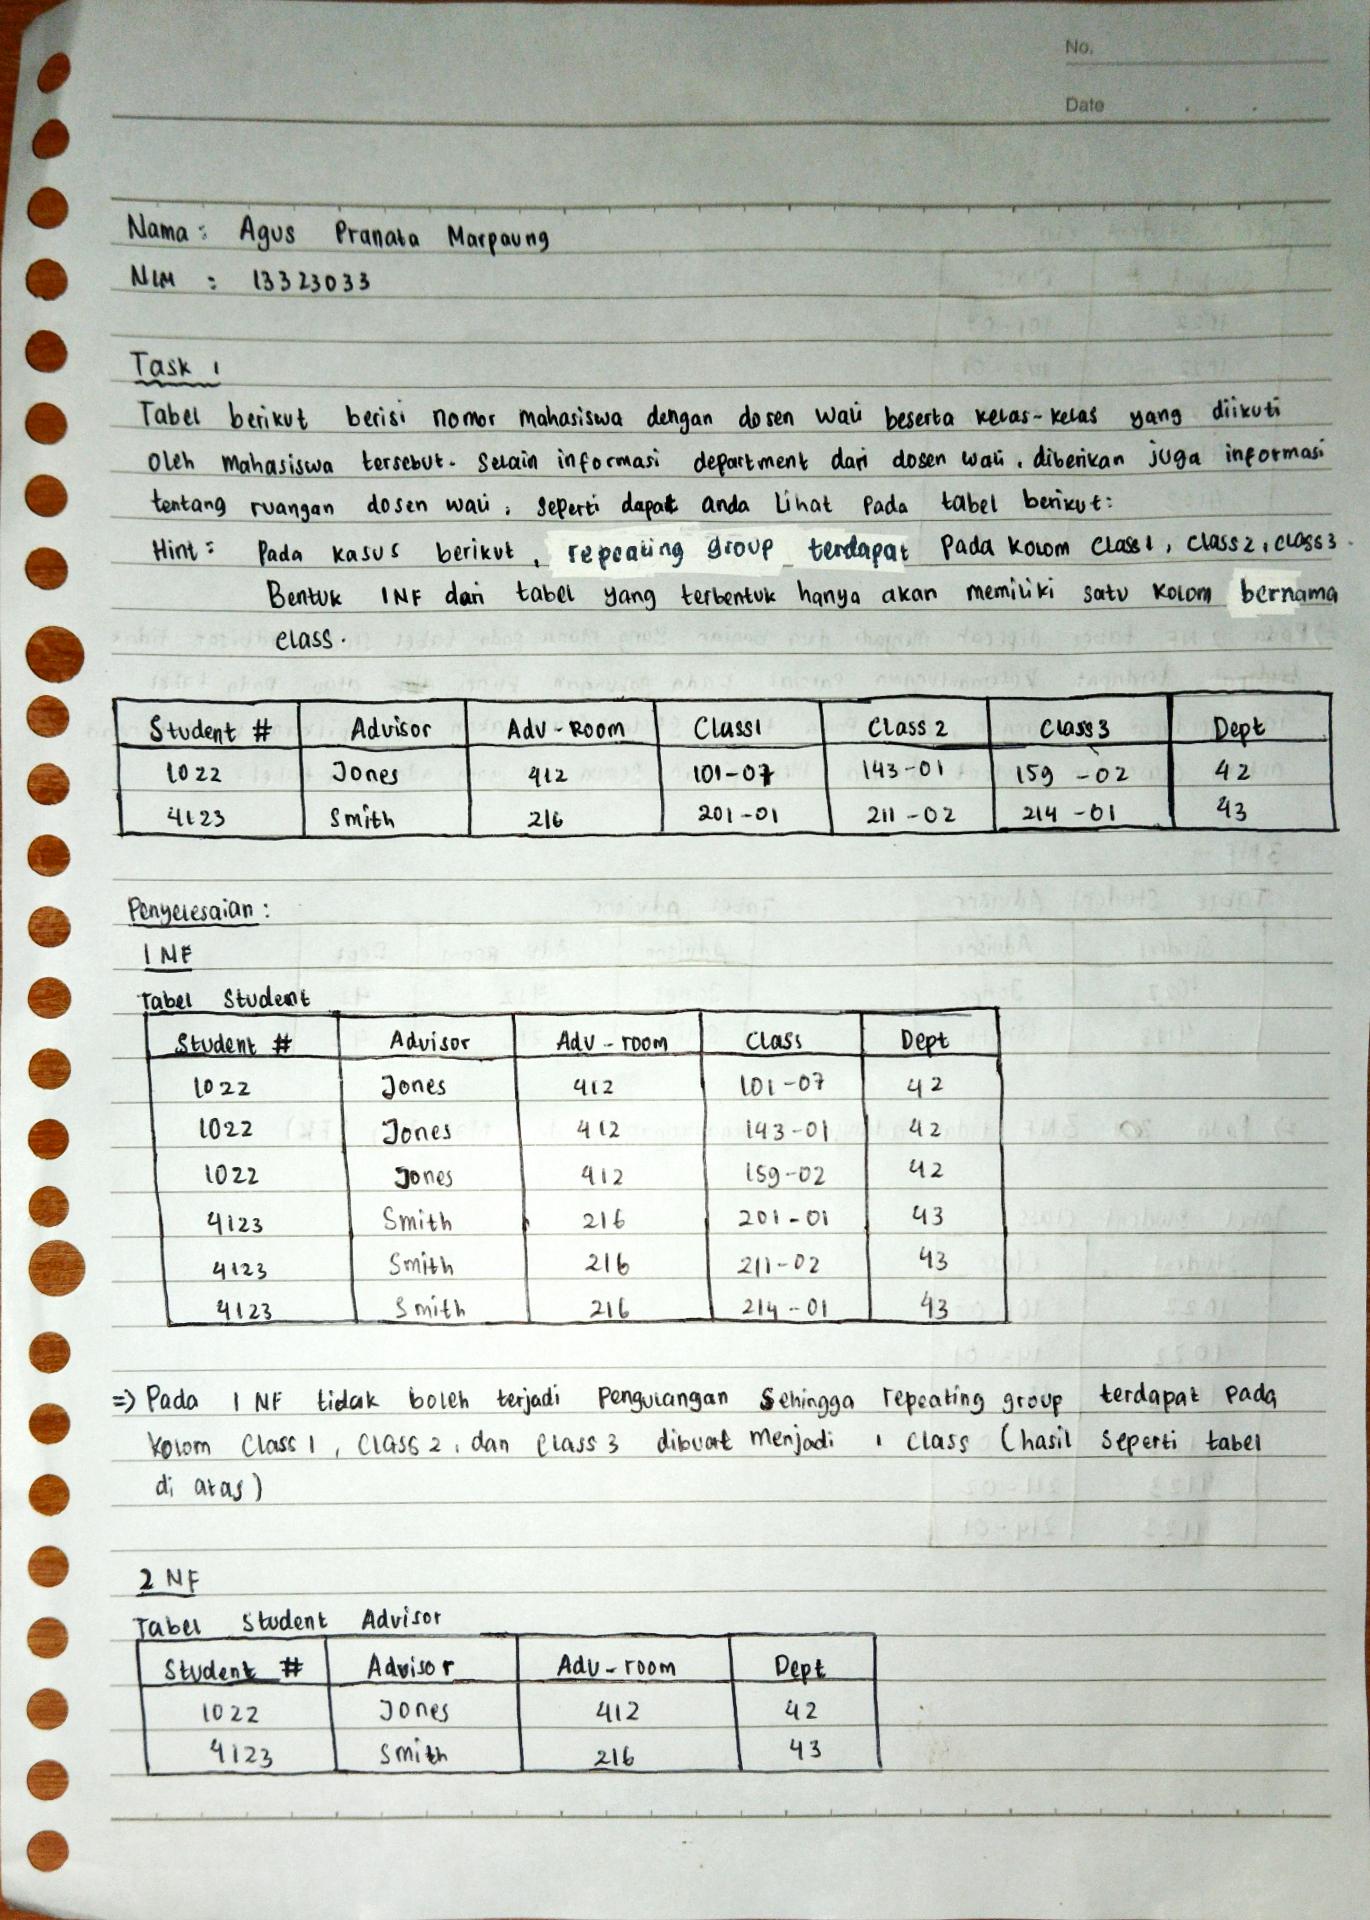 No.
Date
Nama : Agus Pranata Marpaung
NIM : 13323033
Task 1
Tabel berikut berisi nomor mahasiswa dengan dosen wali beserta kelas-kelas yang diikuti
oleh mahasiswa tersebut. Selain informasi department dari dosen wali, diberikan juga informasi
tentang ruangan dosen wali, seperti dapat anda lihat pada tabel berikut:
Hint : Pada kasus berikut, repeating group terdapat pada kolom Class1, Class2, Class3.
Bentuk 1NF dari tabel yang terbentuk hanya akan memiliki satu kolom bernama
class.
Student # Advisor Adv-Room Class1 Class 2 Class 3 Dept
1022 Jones 412 101-07 143-01 159-02 42
4123 Smith 216 201-01 211-02 214-01 43
Penyelesaian :
1 NF
Tabel Student
Student # Advisor Adv-room Class Dept
1022 Jones 412 101-07 42
1022 Jones 412 143-01 42
1022 Jones 412 159-02 42
4123 Smith 216 201-01 43
4123 Smith 216 211-02 43
4123 Smith 216 214-01 43
=> Pada 1 NF tidak boleh terjadi Pengulangan sehingga repeating group terdapat pada
kolom Class 1, Class 2, dan Class 3 dibuat menjadi 1 Class (hasil seperti tabel
di atas)
2 NF
Tabel Student Advisor
Student # Advisor Adv-room Dept
1022 Jones 412 42
4123 Smith 216 43